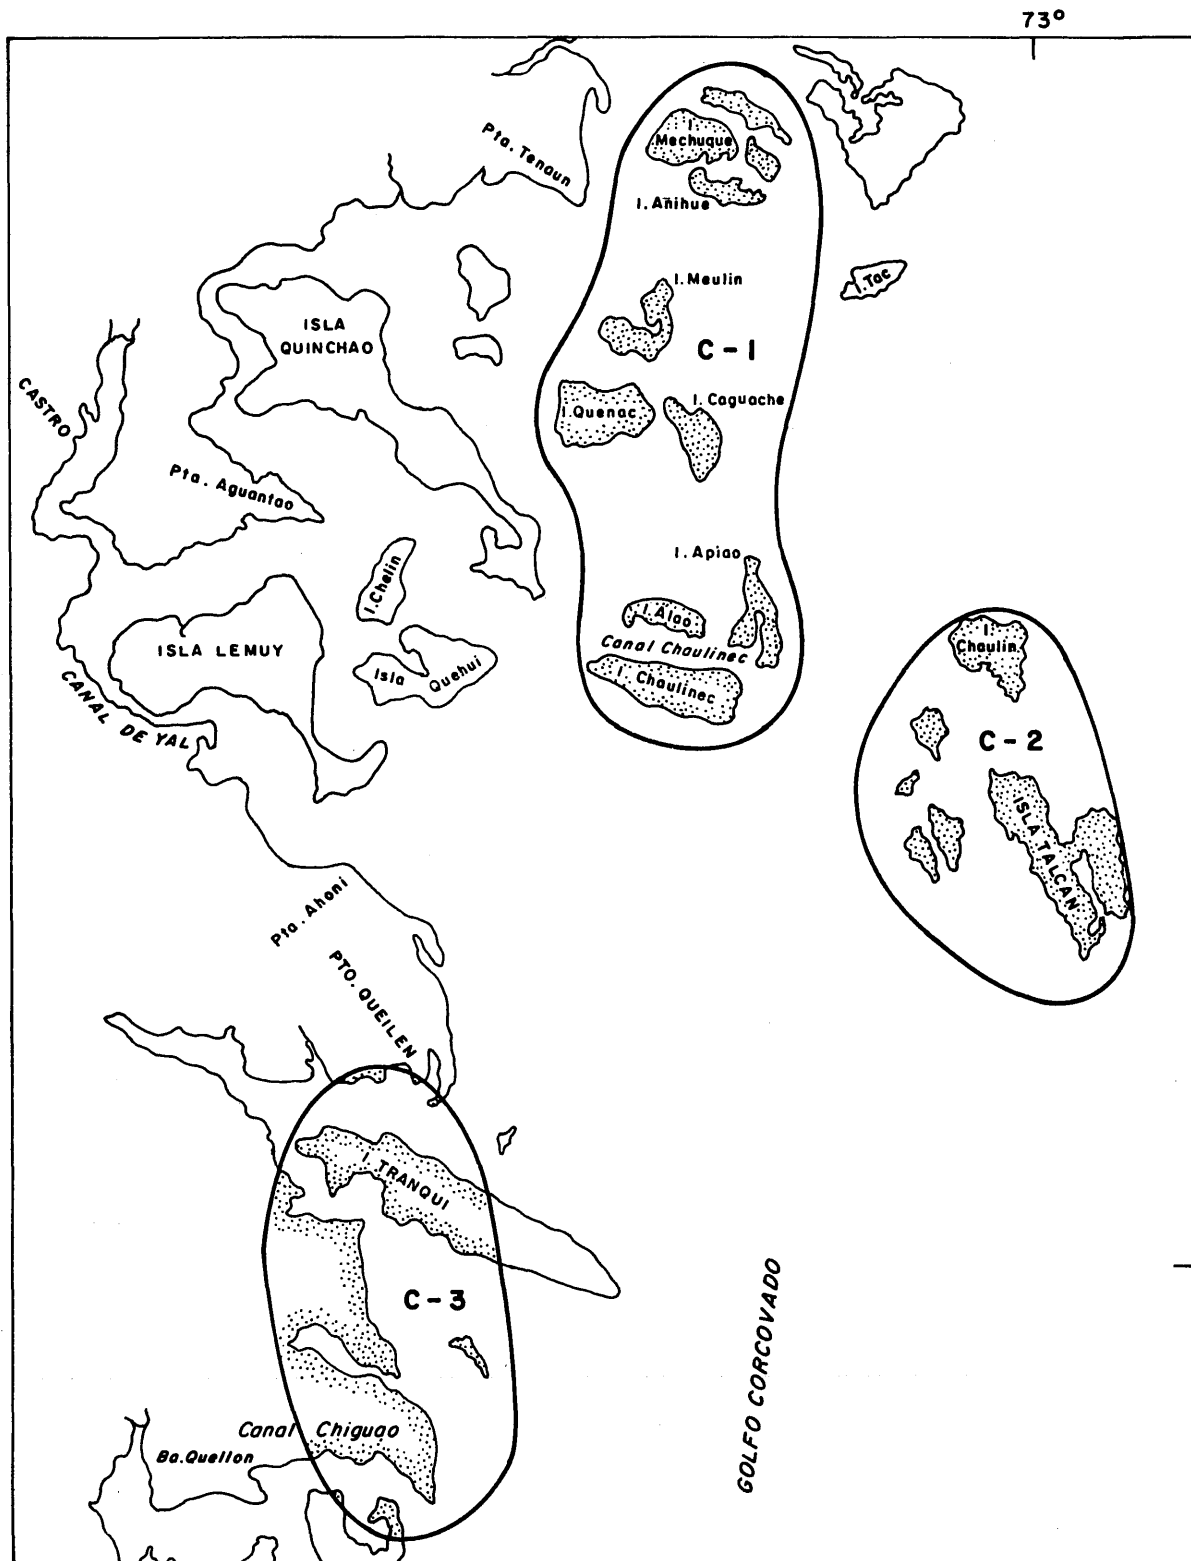 73°
Pta. Tenaun
I.
Mechuque
I. Añihue
I. Tac
I. Meulin
ISLA
QUINCHAO
C-1
CASTRO
I. Quenac
I. Caguache
Pta. Aguantao
I. Apiao
I. Chelin
I. Alao
Canal Chaulinec
I. Chaulinec
ISLA LEMUY
Isla Quehui
I.
Chaulin
CANAL DE YAL
C-2
ISLA TALCAN
Pta. Ahoni
PTO. QUEILEN
I. TRANQUI
C-3
GOLFO CORCOVADO
Canal Chiguao
Ba. Quellon